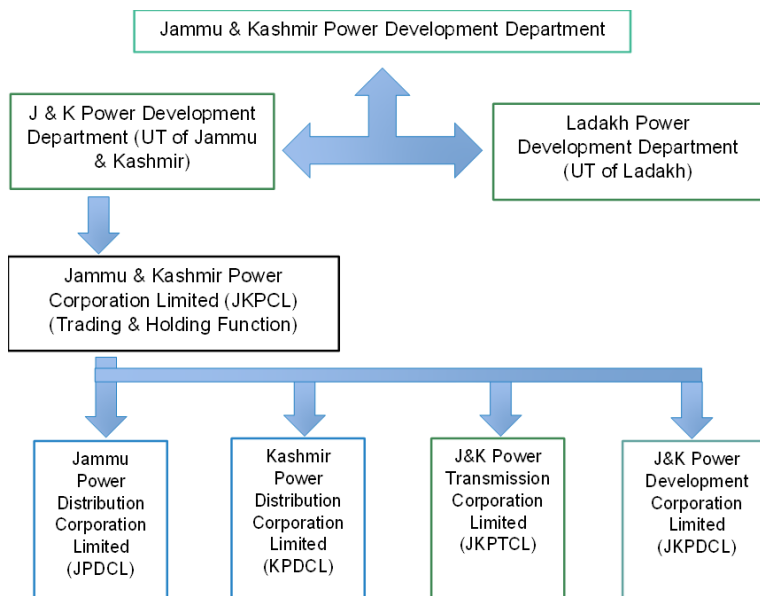 Jammu & Kashmir Power Development Department
J & K Power Development
Department (UT of Jammu
& Kashmir)
Ladakh Power
Development Department
(UT of Ladakh)
Jammu & Kashmir Power
Corporation Limited (JKPCL)
(Trading & Holding Function)
Jammu
Power
Distribution
Corporation
Limited
(JPDCL)
Kashmir
Power
Distribution
Corporation
Limited
(KPDCL)
J&K Power
Transmission
Corporation
Limited
(JKPTCL)
J&K Power
Development
Corporation
Limited
(JKPDCL)